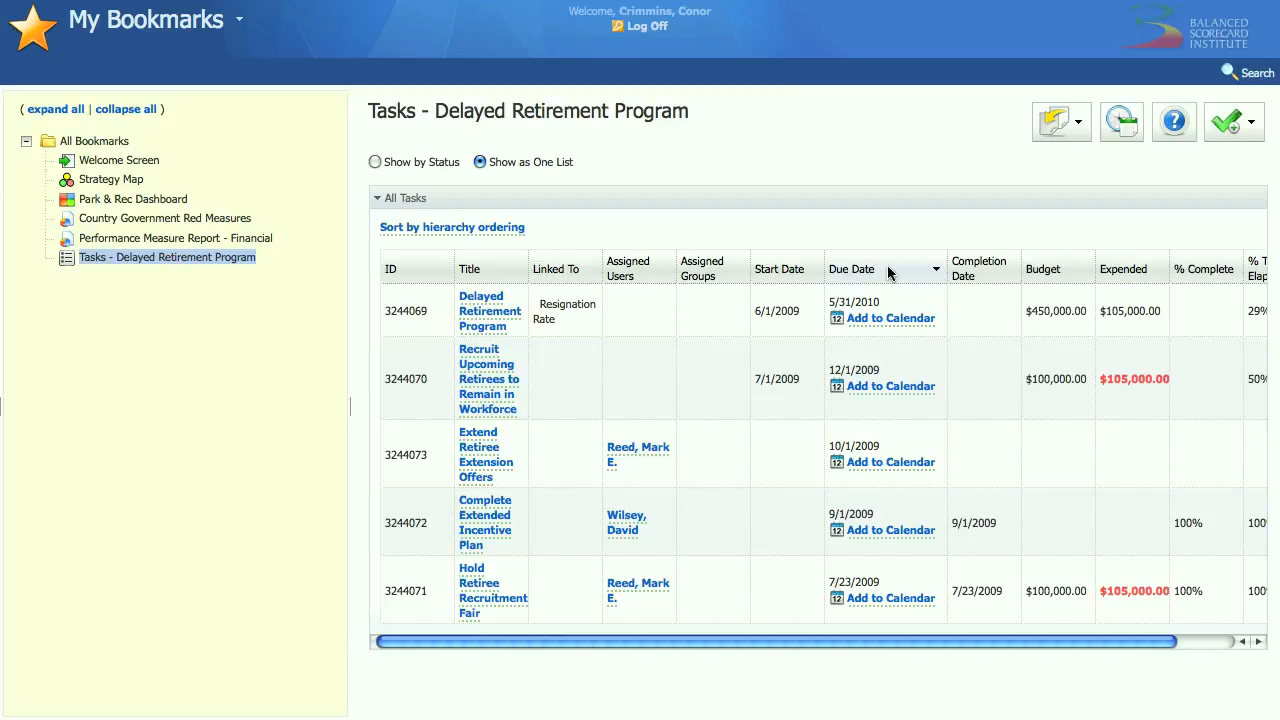 My Bookmarks
Welcome, Crimmins, Conor
Log Off
BALANCED
SCORECARD
INSTITUTE
Search
( expand all | collapse all )
All Bookmarks
Welcome Screen
Strategy Map
Park & Rec Dashboard
Country Government Red Measures
Performance Measure Report - Financial
Tasks - Delayed Retirement Program
Tasks - Delayed Retirement Program
Show by Status
Show as One List
All Tasks
Sort by hierarchy ordering
ID
Title
Linked To
Assigned
Users
Assigned
Groups
Start Date
Due Date
Completion
Date
Budget
Expended
% Complete
% T
Elap
3244069
Delayed
Retirement
Program
Resignation
Rate
6/1/2009
5/31/2010
12 Add to Calendar
$450,000.00
$105,000.00
29%
3244070
Recruit
Upcoming
Retirees to
Remain in
Workforce
7/1/2009
12/1/2009
12 Add to Calendar
$100,000.00
$105,000.00
50%
3244073
Extend
Retiree
Extension
Offers
Reed, Mark
E.
10/1/2009
12 Add to Calendar
3244072
Complete
Extended
Incentive
Plan
Wilsey,
David
9/1/2009
12 Add to Calendar
9/1/2009
100%
100
3244071
Hold
Retiree
Recruitment
Fair
Reed, Mark
E.
7/23/2009
12 Add to Calendar
7/23/2009
$100,000.00
$105,000.00
100%
100